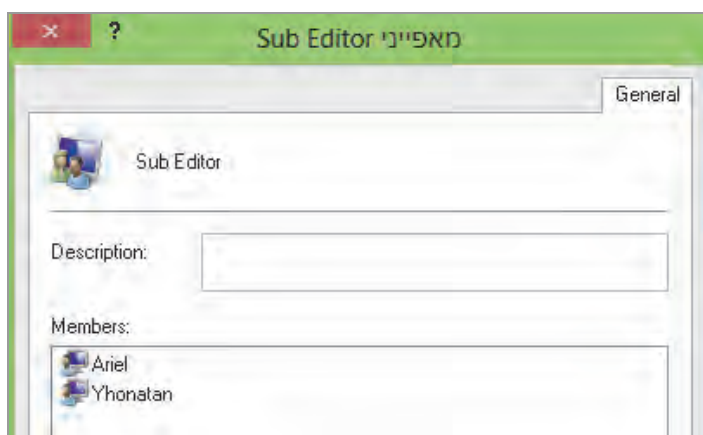 ? מאפייני Sub Editor
General
Sub Editor
Description:
Members:
Ariel
Yhonatan